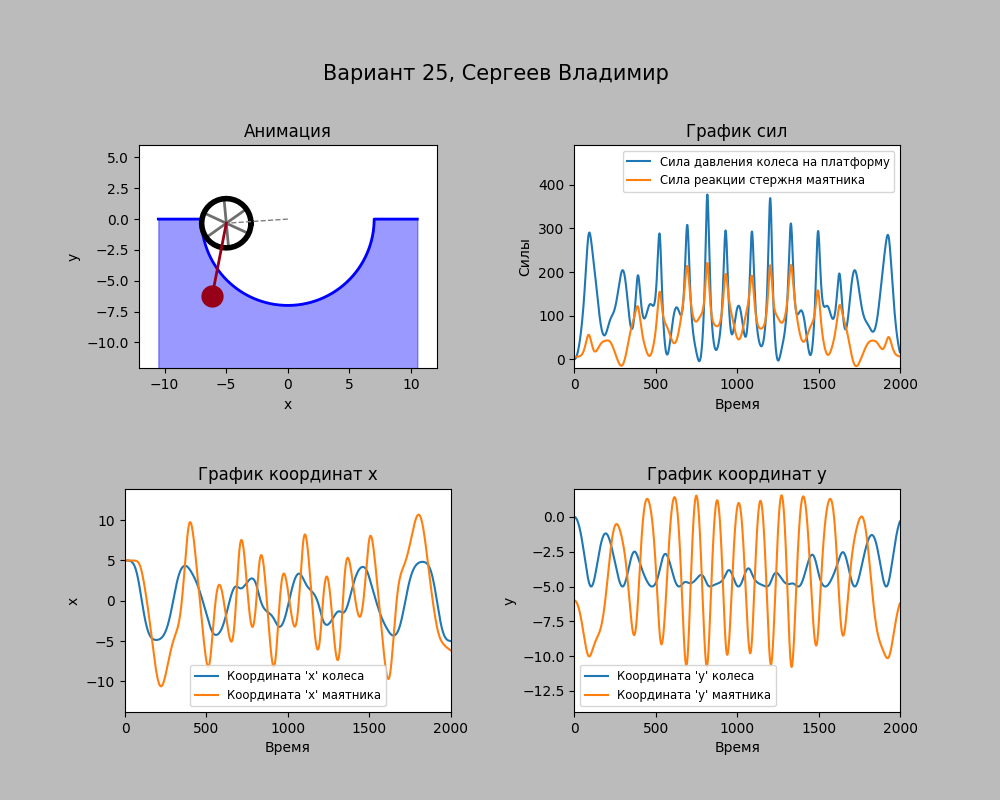 Вариант 25, Сергеев Владимир
Анимация
5.0
2.5
0.0
−2.5
−5.0
−7.5
−10.0
y
−10
−5
0
5
10
x
График сил
Сила давления колеса на платформу
Сила реакции стержня маятника
400
300
200
100
0
Силы
0
500
1000
1500
2000
Время
График координат x
10
5
0
−5
−10
x
Координата 'x' колеса
Координата 'x' маятника
0
500
1000
1500
2000
Время
График координат y
0.0
−2.5
−5.0
−7.5
−10.0
−12.5
y
Координата 'y' колеса
Координата 'y' маятника
0
500
1000
1500
2000
Время